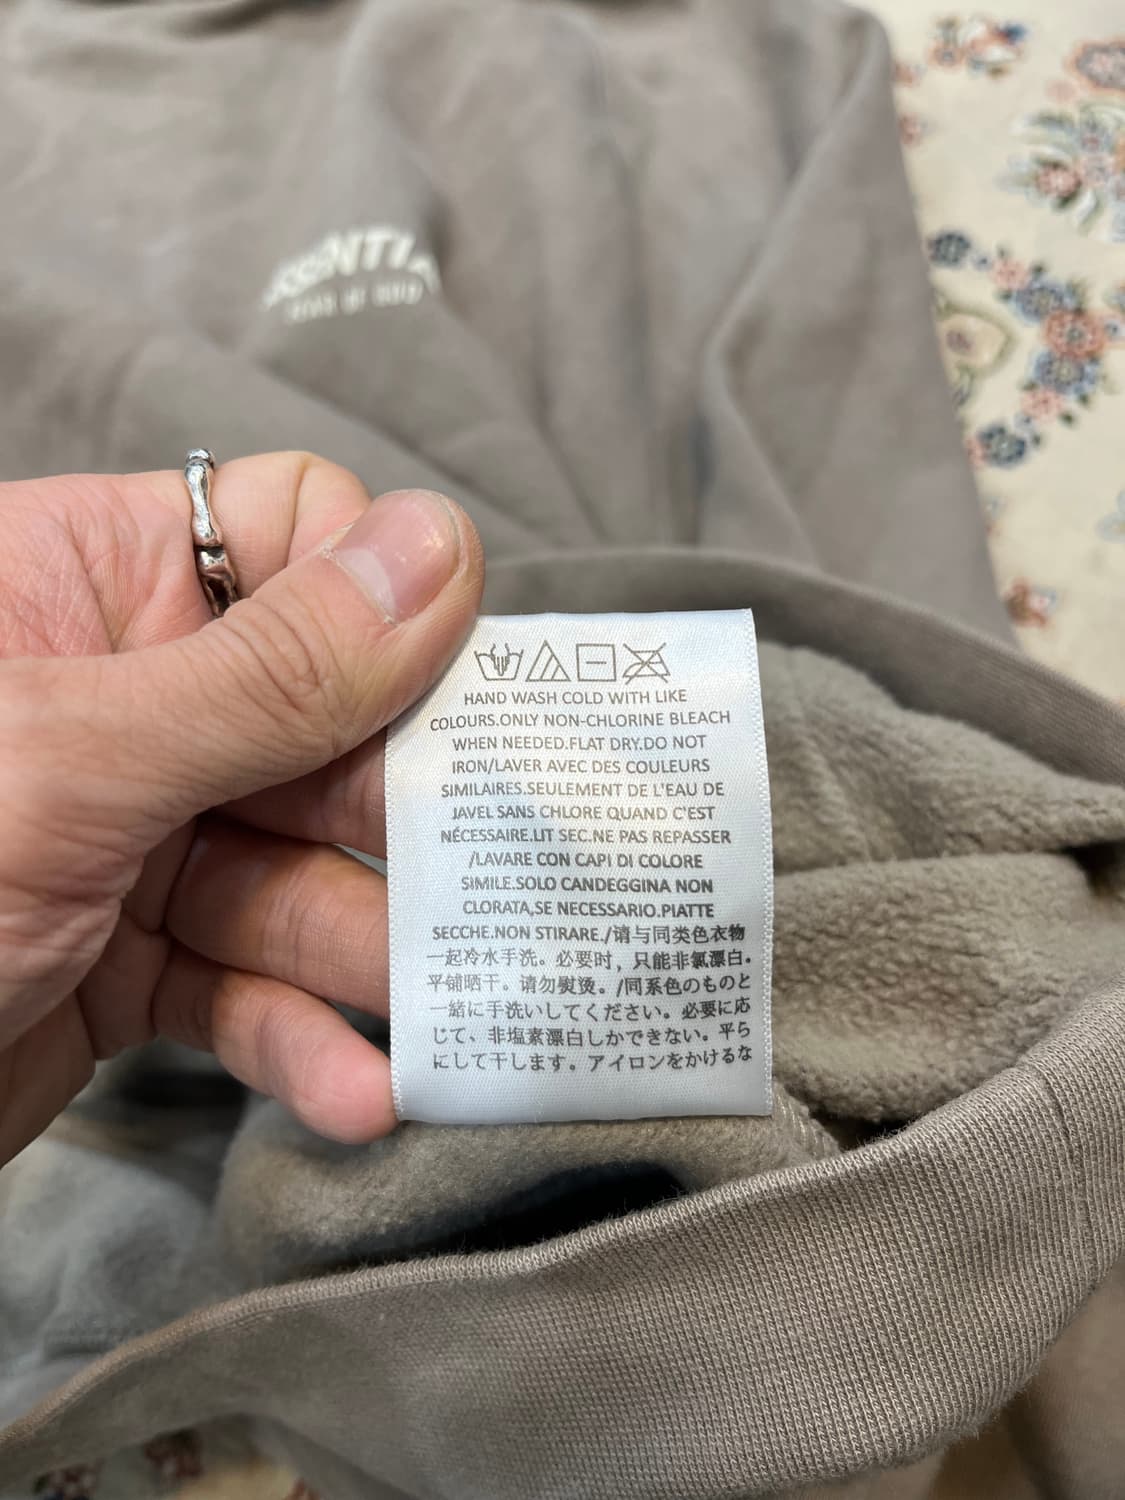 HAND WASH COLD WITH LIKE
COLOURS.ONLY NON-CHLORINE BLEACH
WHEN NEEDED.FLAT DRY.DO NOT
IRON/LAVER AVEC DES COULEURS
SIMILAIRES.SEULEMENT DE L'EAU DE
JAVEL SANS CHLORE QUAND C'EST
NÉCESSAIRE.LIT SEC.NE PAS REPASSER
/LAVARE CON CAPI DI COLORE
SIMILE.SOLO CANDEGGINA NON
CLORATA,SE NECESSARIO.PIATTE
SECCHE.NON STIRARE./请与同类色衣物
一起冷水手洗。必要时，只能非氯漂白。
平铺晒干。请勿熨烫。/同系色のものと
一緒に手洗いしてください。必要に応
じて、非塩素漂白しかできない。平ら
にして干します。アイロンをかけるな